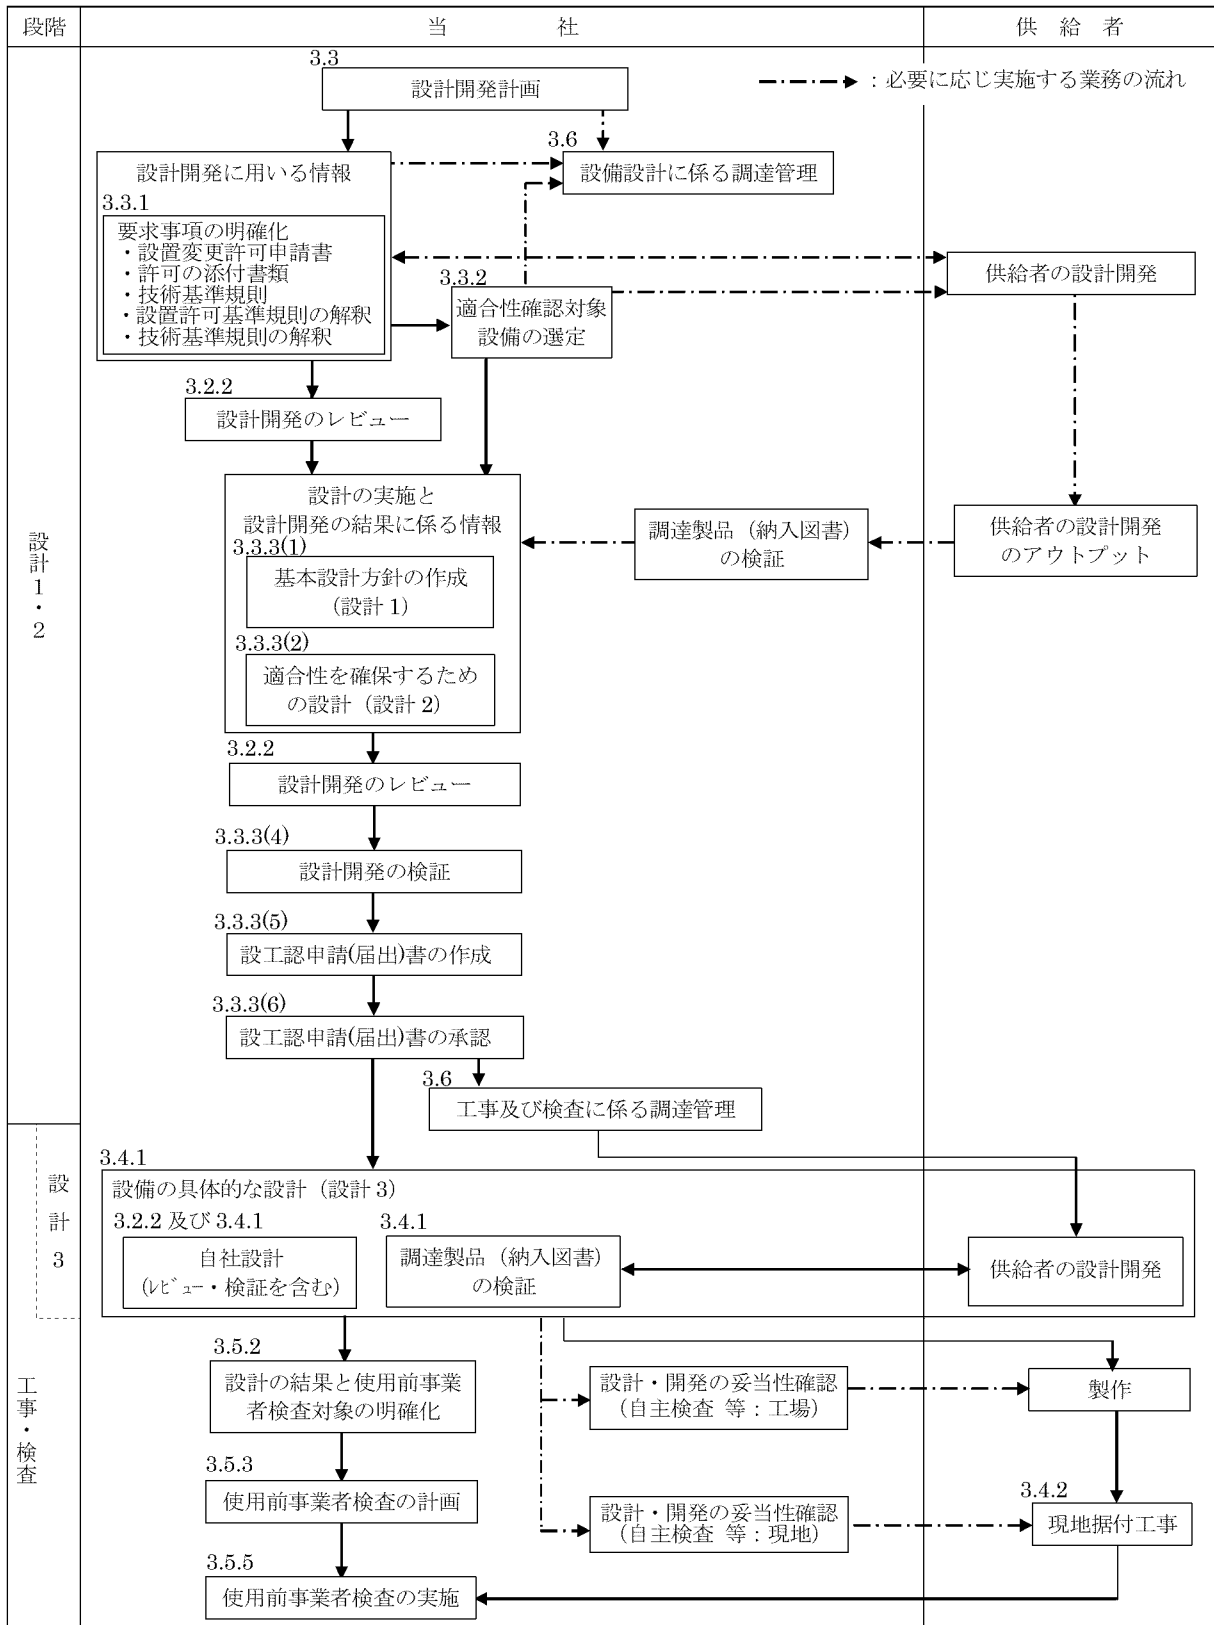 段階
当　　　社
供　給　者
3.3
設計開発計画
：必要に応じ実施する業務の流れ
3.6
設備設計に係る調達管理
設計開発に用いる情報
3.3.1
要求事項の明確化
・設置変更許可申請書
・許可の添付書類
・技術基準規則
・設置許可基準規則の解釈
・技術基準規則の解釈
3.3.2
適合性確認対象
設備の選定
供給者の設計開発
3.2.2
設計開発のレビュー
設計の実施と
設計開発の結果に係る情報
3.3.3(1)
基本設計方針の作成
（設計 1）
3.3.3(2)
適合性を確保するため
の設計（設計 2）
調達製品（納入図書）
の検証
供給者の設計開発
のアウトプット
設計1・2
3.2.2
設計開発のレビュー
3.3.3(4)
設計開発の検証
3.3.3(5)
設工認申請(届出)書の作成
3.3.3(6)
設工認申請(届出)書の承認
3.6
工事及び検査に係る調達管理
設計3
3.4.1
設備の具体的な設計（設計 3）
3.2.2 及び 3.4.1
自社設計
(ﾚﾋﾞｭｰ・検証を含む)
3.4.1
調達製品（納入図書）
の検証
供給者の設計開発
工事・検査
3.5.2
設計の結果と使用前事業
者検査対象の明確化
設計・開発の妥当性確認
（自主検査 等：工場）
製作
3.5.3
使用前事業者検査の計画
設計・開発の妥当性確認
（自主検査 等：現地）
3.4.2
現地据付工事
3.5.5
使用前事業者検査の実施